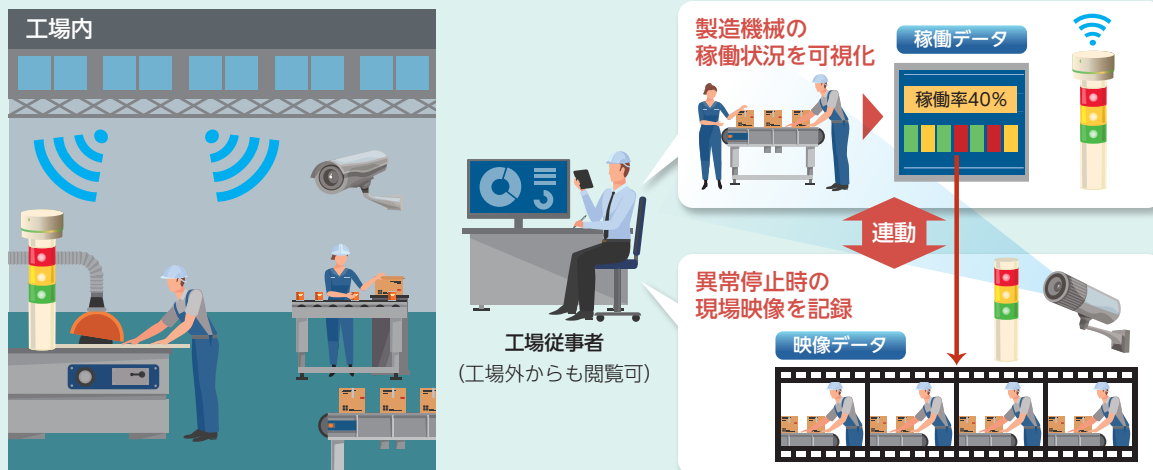 工場内
製造機械の
稼働状況を可視化
稼働データ
稼働率40%
連動
異常停止時の
現場映像を記録
映像データ
工場従事者
（工場外からも閲覧可）